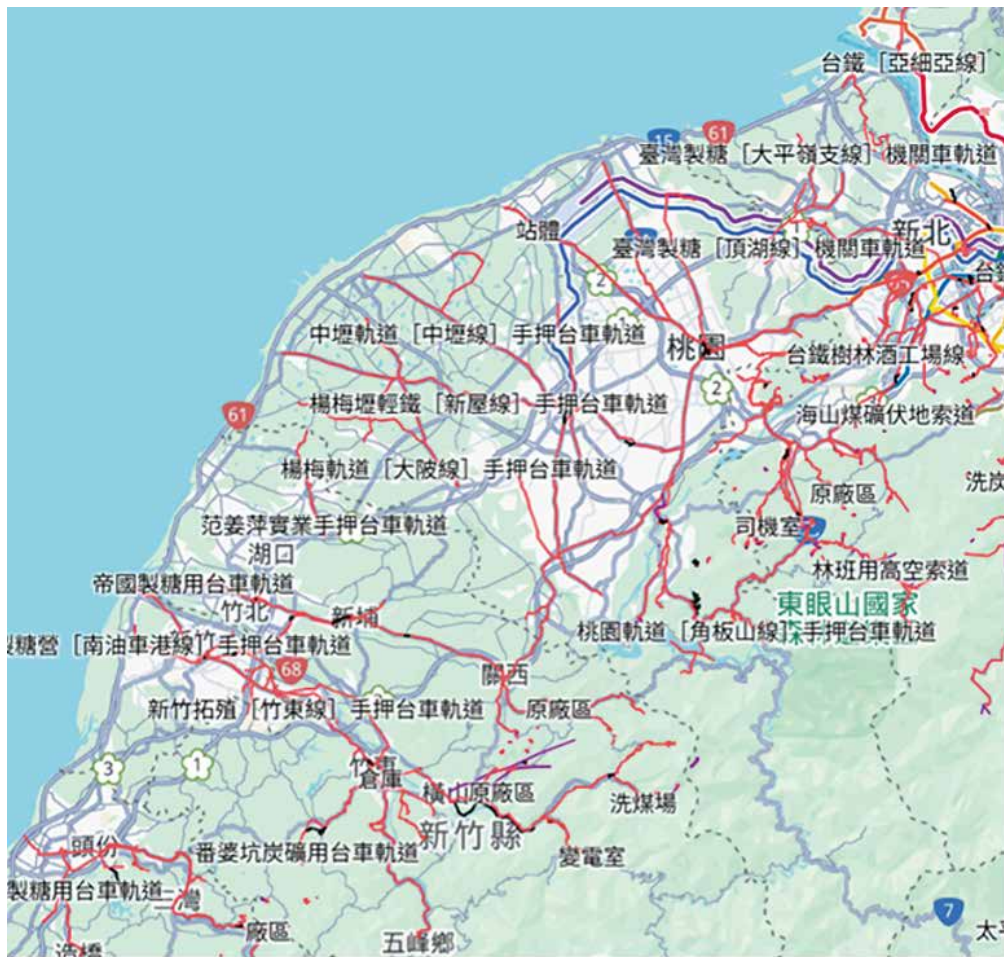 台鐵［亞細亞線］
15
61
臺灣製糖［大平嶺支線］機關車軌道
站體
1
新北
臺灣製糖［頂湖線］機關車軌道
2
中壢軌道［中壢線］手押台車軌道
桃園
台鐵樹林酒工場線
2
61
楊梅壢輕鐵［新屋線］手押台車軌道
海山煤礦伏地索道
楊梅軌道［大陂線］手押台車軌道
原廠區
洗炭
范姜萍實業手押台車軌道
司機室
湖口
帝國製糖用台車軌道
林班用高空索道
竹北
新埔
東眼山國家
桃園軌道［角板山線］手押台車軌道
製糖營［南油車港線］手押台車軌道
68
關西
新竹拓殖［竹東線］手押台車軌道
原廠區
3
1
倉庫
橫山原廠區
洗煤場
新竹縣
頭份
番婆坑炭礦用台車軌道
變電室
製糖用台車軌道
三灣
7
廠區
五峰鄉
太平
造橋